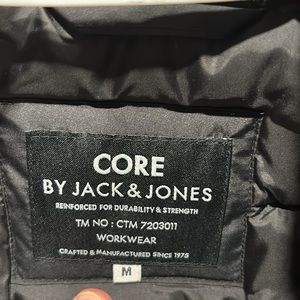 CORE
BY JACK & JONES
REINFORCED FOR DURABILITY & STRENGTH
TM NO : CTM 7203011
WORKWEAR
CRAFTED & MANUFACTURED SINCE 1975
M